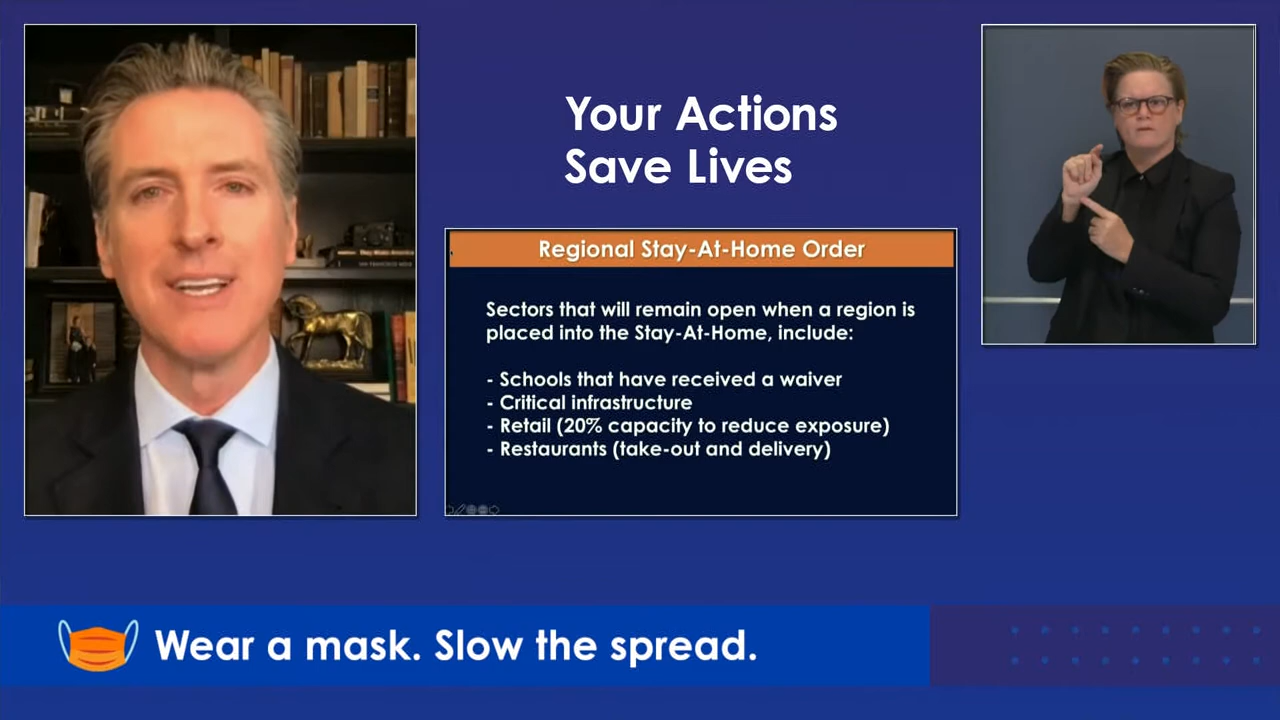 Your Actions
Save Lives
Regional Stay-At-Home Order
Sectors that will remain open when a region is
placed into the Stay-At-Home, include:
- Schools that have received a waiver
- Critical infrastructure
- Retail (20% capacity to reduce exposure)
- Restaurants (take-out and delivery)
Wear a mask. Slow the spread.